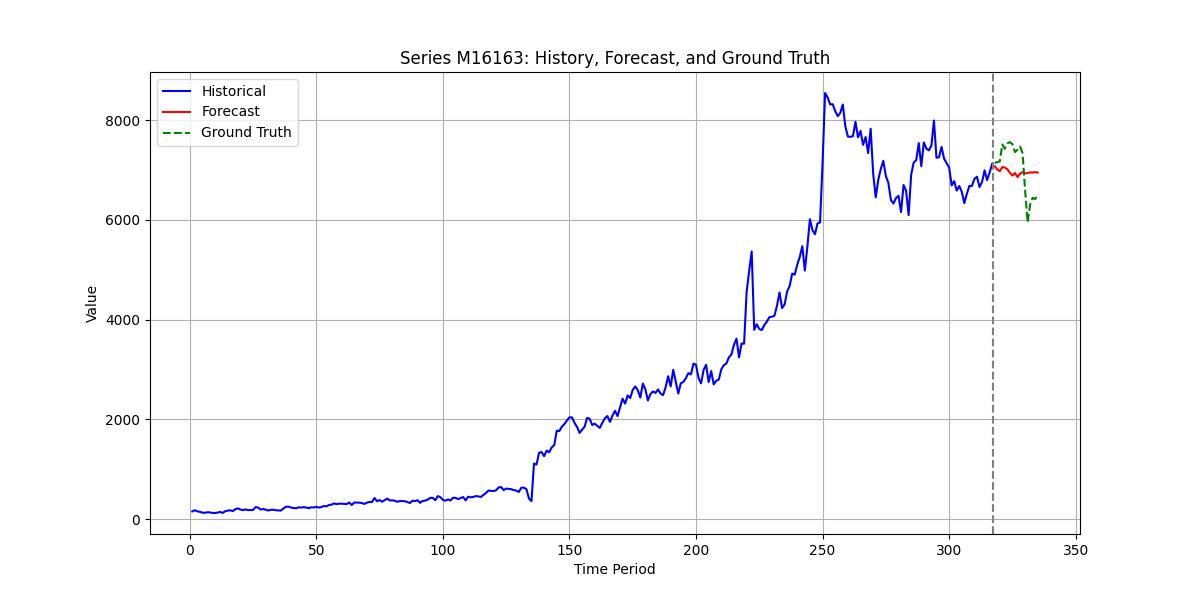 Series M16163: History, Forecast, and Ground Truth
Historical
Forecast
Ground Truth
8000
6000
4000
2000
0
Value
0 50 100 150 200 250 300 350
Time Period